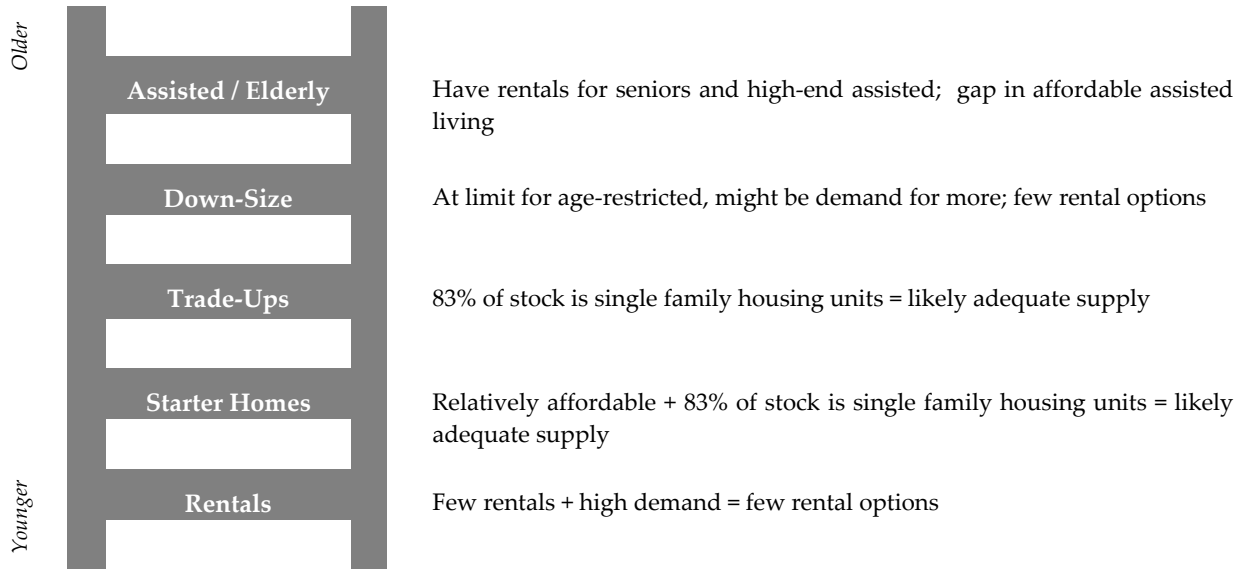 Older
Assisted / Elderly
Have rentals for seniors and high-end assisted; gap in affordable assisted
living
Down-Size
At limit for age-restricted, might be demand for more; few rental options
Trade-Ups
83% of stock is single family housing units = likely adequate supply
Starter Homes
Relatively affordable + 83% of stock is single family housing units = likely
adequate supply
Younger
Rentals
Few rentals + high demand = few rental options